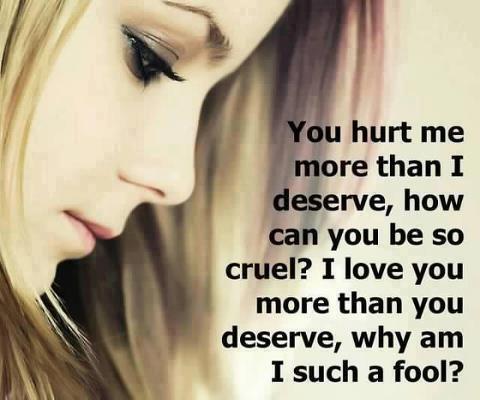 You hurt me
more than I
deserve, how
can you be so
cruel? I love you
more than you
deserve, why am
I such a fool?